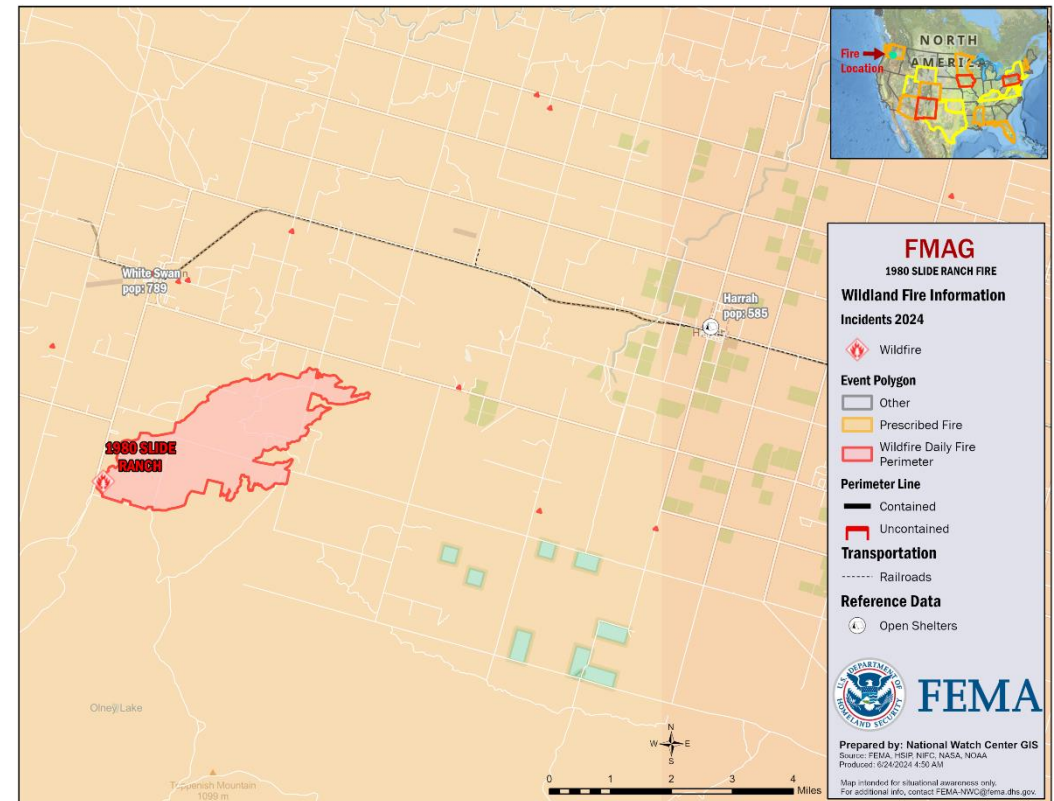 NORTH
AMERICA
Fire
Location
White Swan
pop: 789
Harrah
pop: 585
1980 SLIDE
RANCH
Olney Lake
Toppenish Mountain
1099 m
N
W
E
S
0 1 2 3 4
Miles
FMAG
1980 SLIDE RANCH FIRE
Wildland Fire Information
Incidents 2024
Wildfire
Event Polygon
Other
Prescribed Fire
Wildfire Daily Fire
Perimeter
Perimeter Line
Contained
Uncontained
Transportation
Railroads
Reference Data
Open Shelters
U.S. DEPARTMENT OF
HOMELAND SECURITY
FEMA
Prepared by: National Watch Center GIS
Source: FEMA, HSIP, NIFC, NASA, NOAA
Produced: 6/24/2024 4:50 AM
Map intended for situational awareness only.
For additional info, contact FEMA-NWC@fema.dhs.gov.